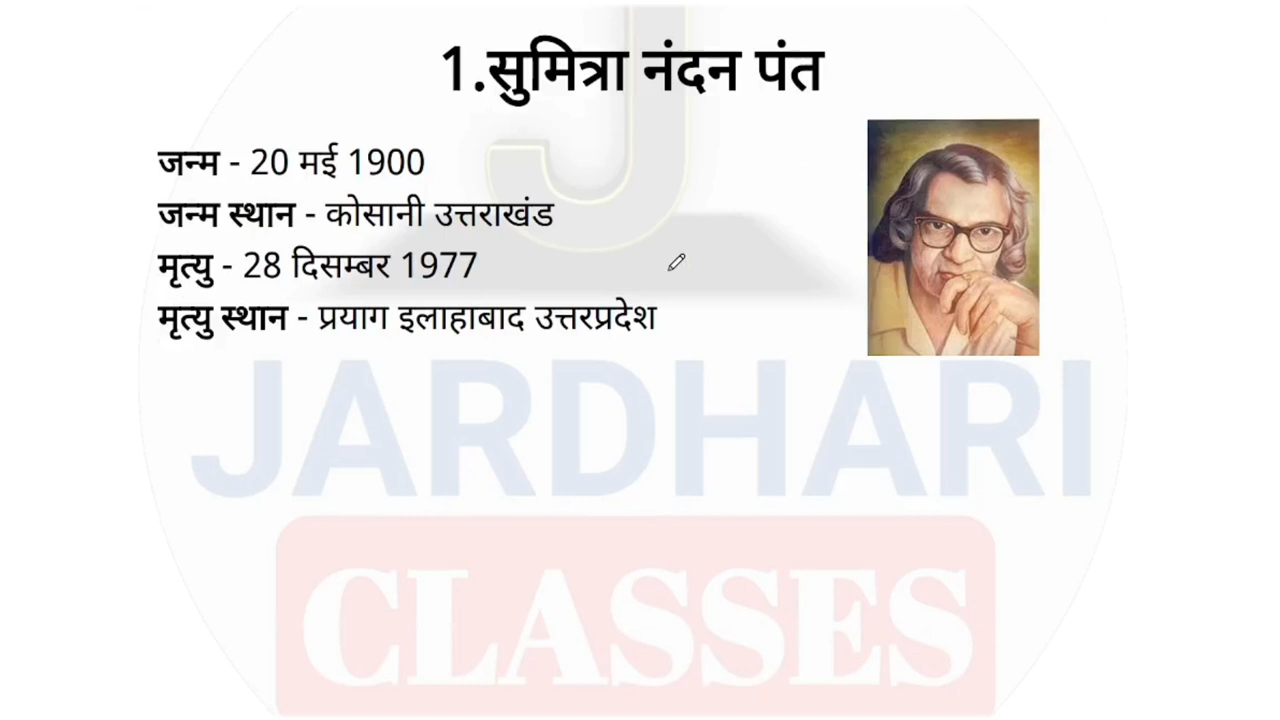 1.सुमित्रा नंदन पंत
जन्म - 20 मई 1900
जन्म स्थान - कोसानी उत्तराखंड
मृत्यु - 28 दिसम्बर 1977
मृत्यु स्थान - प्रयाग इलाहाबाद उत्तरप्रदेश
J
JARDHARI
CLASSES